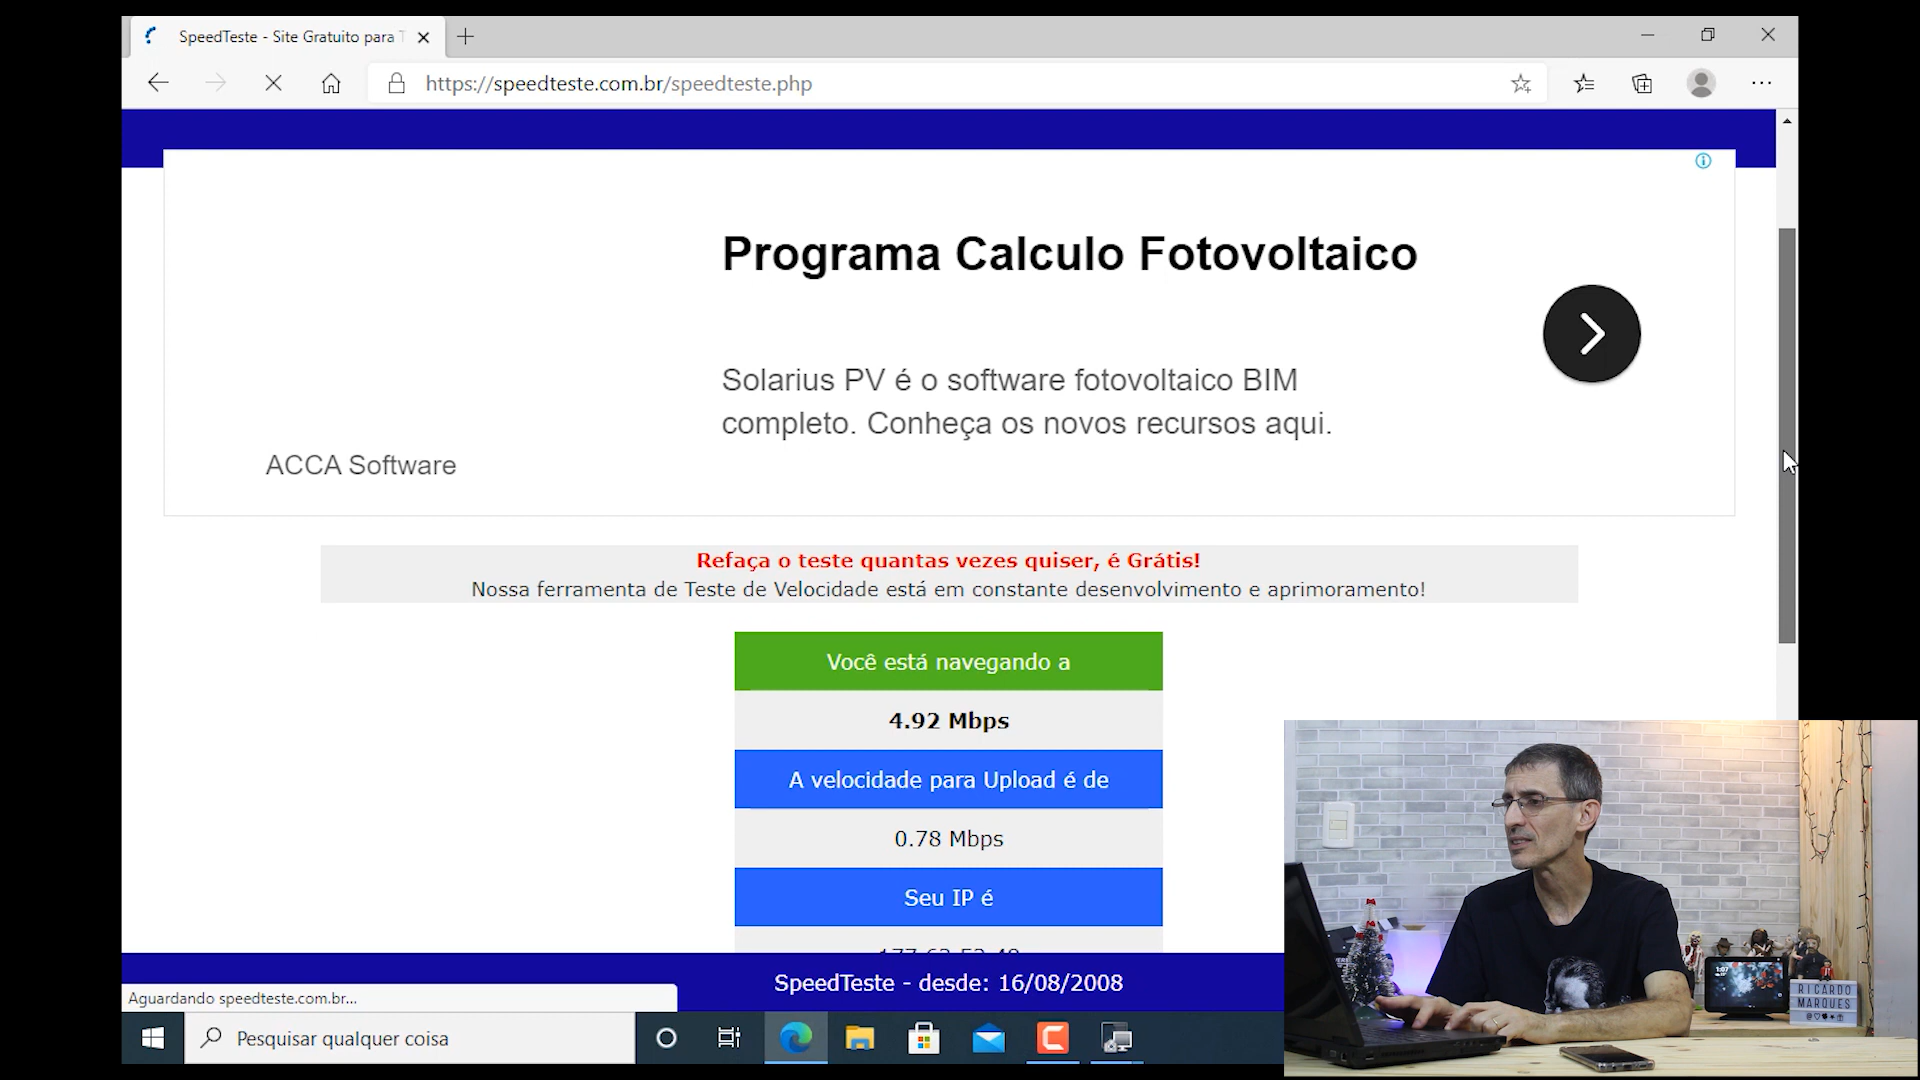 SpeedTeste - Site Gratuito para T
https://speedteste.com.br/speedteste.php
Programa Calculo Fotovoltaico
Solarius PV é o software fotovoltaico BIM
completo. Conheça os novos recursos aqui.
ACCA Software
Refaça o teste quantas vezes quiser, é Grátis!
Nossa ferramenta de Teste de Velocidade está em constante desenvolvimento e aprimoramento!
Você está navegando a
4.92 Mbps
A velocidade para Upload é de
0.78 Mbps
Seu IP é
SpeedTeste - desde: 16/08/2008
Aguardando speedteste.com.br...
Pesquisar qualquer coisa
1:07
RICARDO
MARQUES